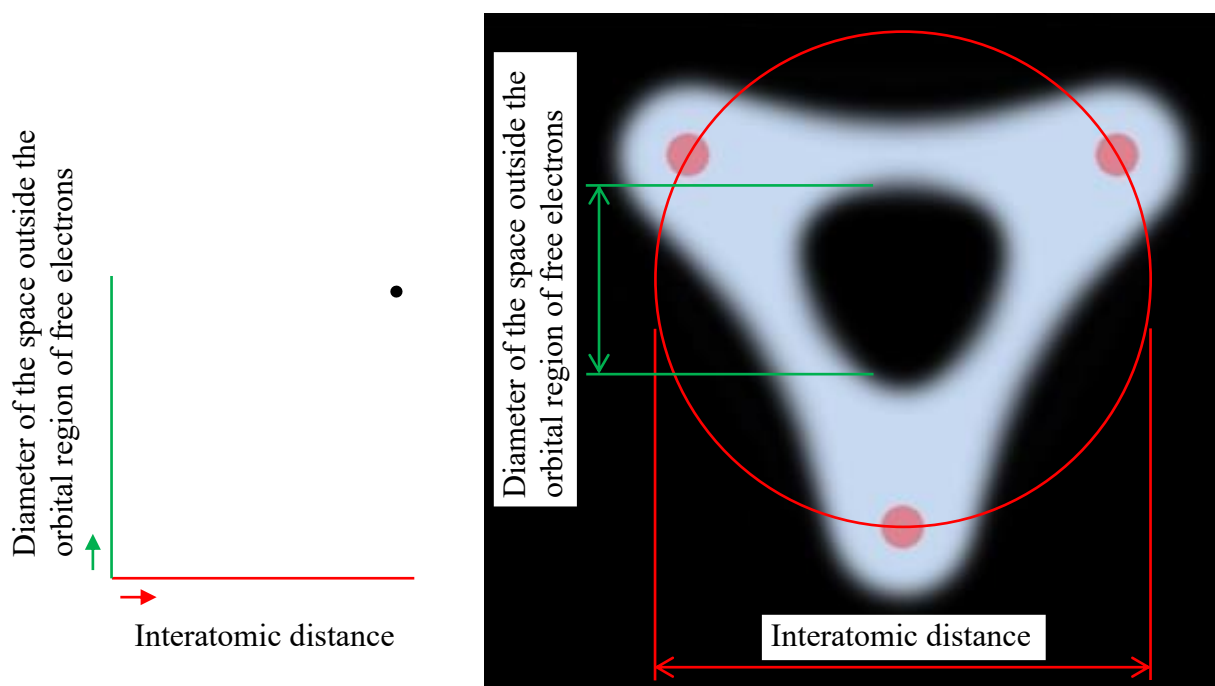 Diameter of the space outside the
orbital region of free electrons
Interatomic distance
Diameter of the space outside the
orbital region of free electrons
Interatomic distance